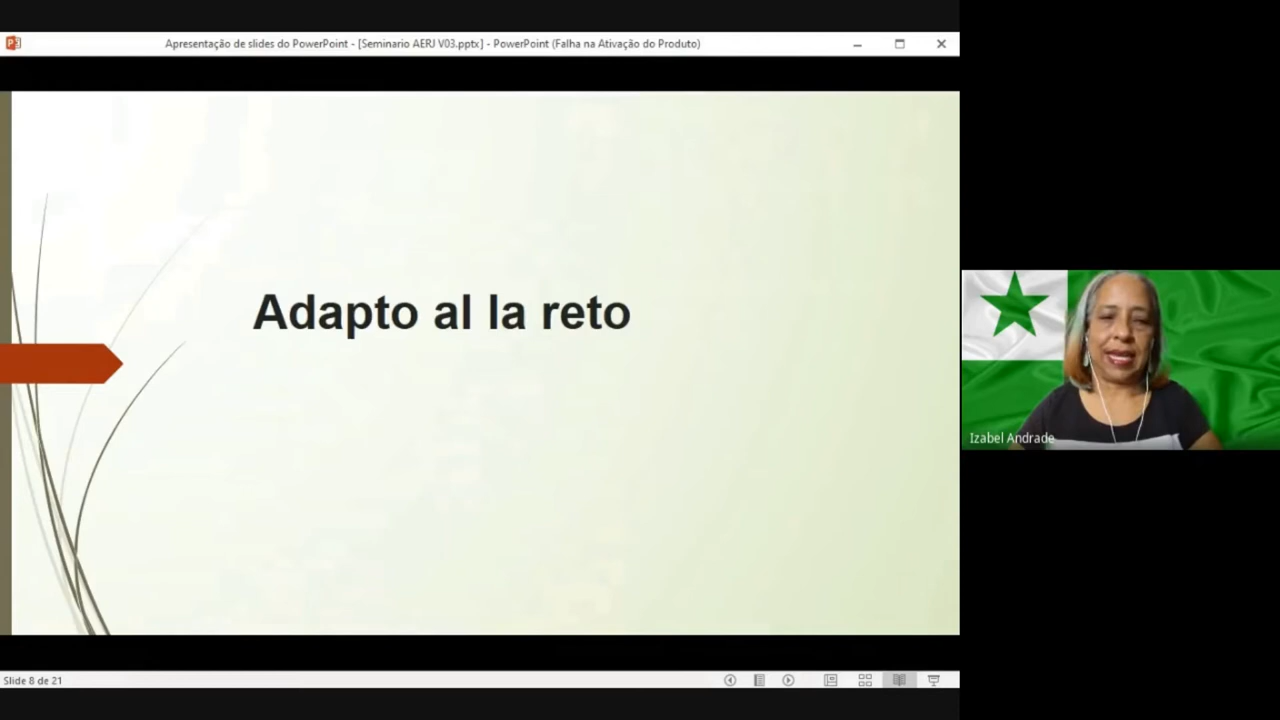 Apresentação de slides do PowerPoint - [Seminario AERJ V03.pptx] - PowerPoint (Falha na Ativação do Produto)
Adapto al la reto
Izabel Andrade
Slide 8 de 21